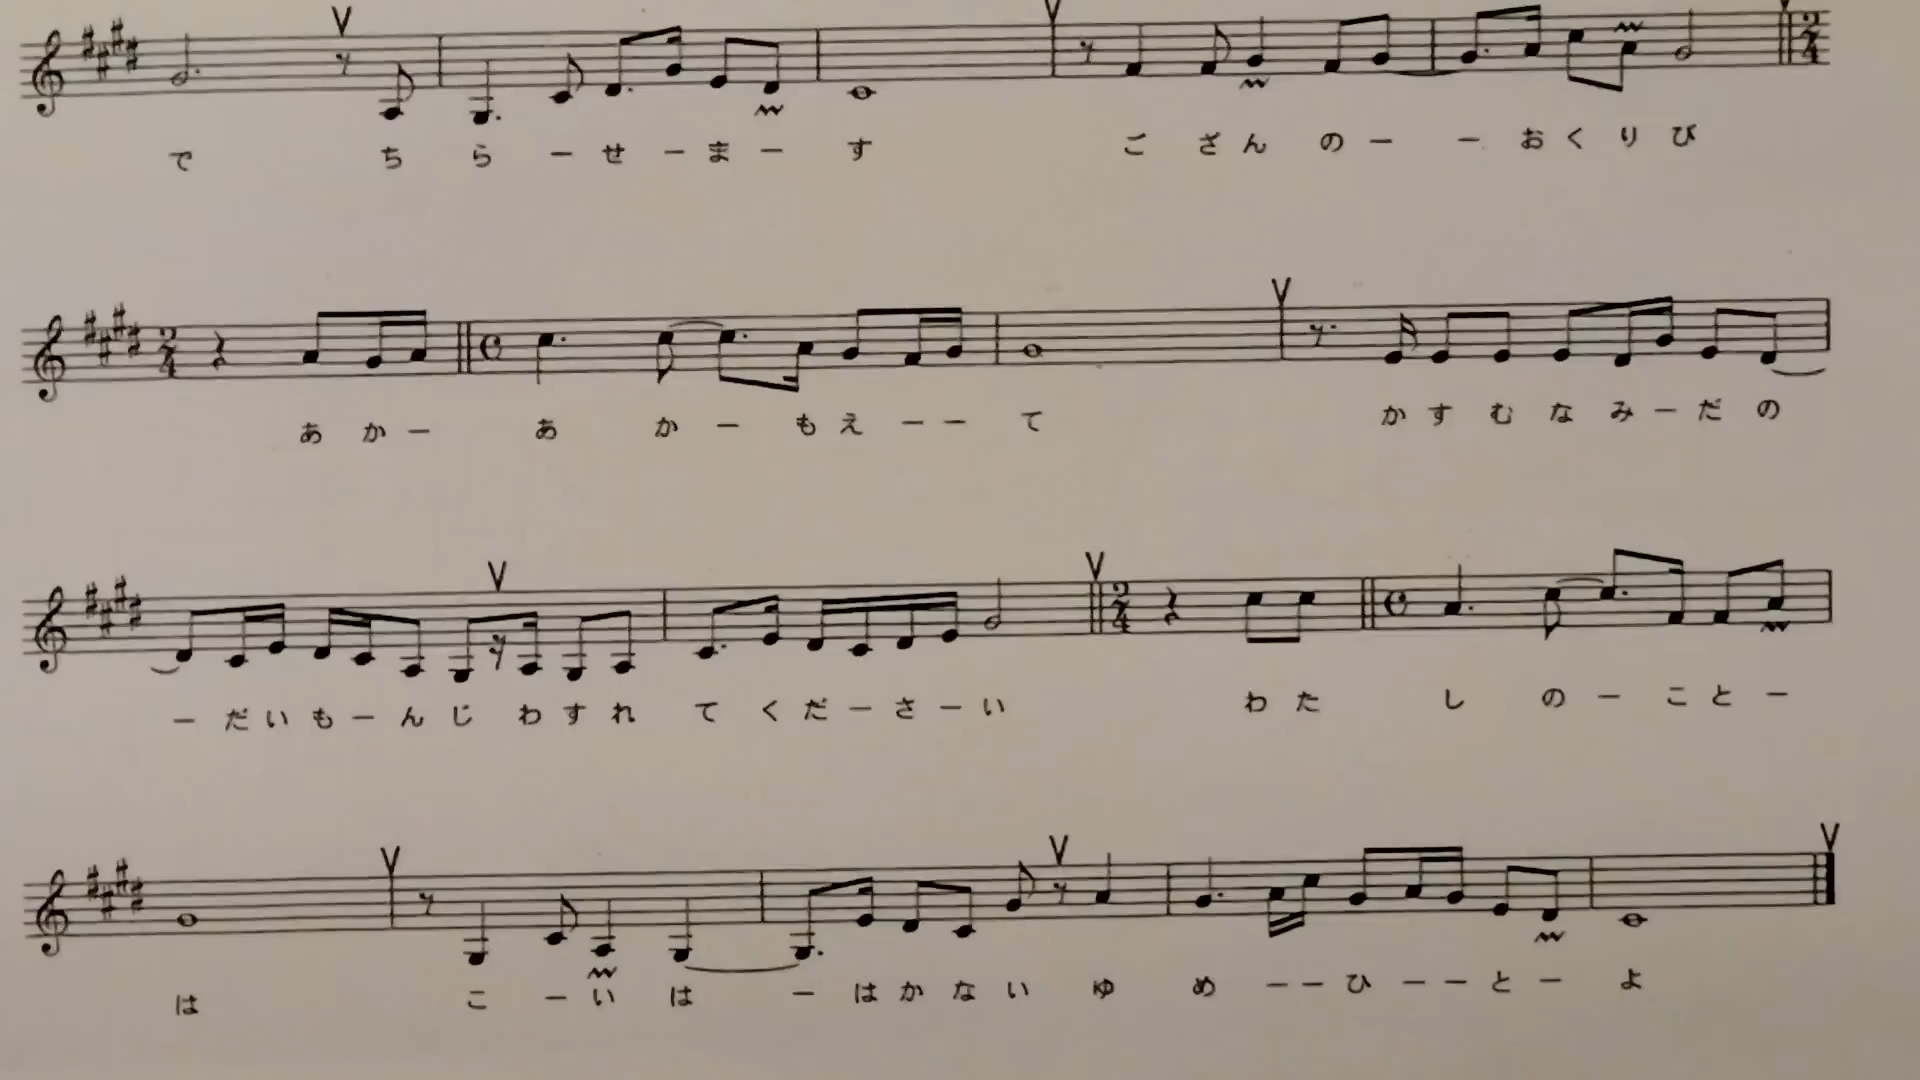 で ち ら ー せ ー ま ー す ご ざ ん の ー ー お く り び
あ か ー あ か ー も え ー ー て か す む な み ー だ の
ー だ い も ー ん じ わ す れ て く だ ー さ ー い わ た し の ー こ と ー
は こ ー い は ー は か な い ゆ め ー ー ひ ー ー と ー よ